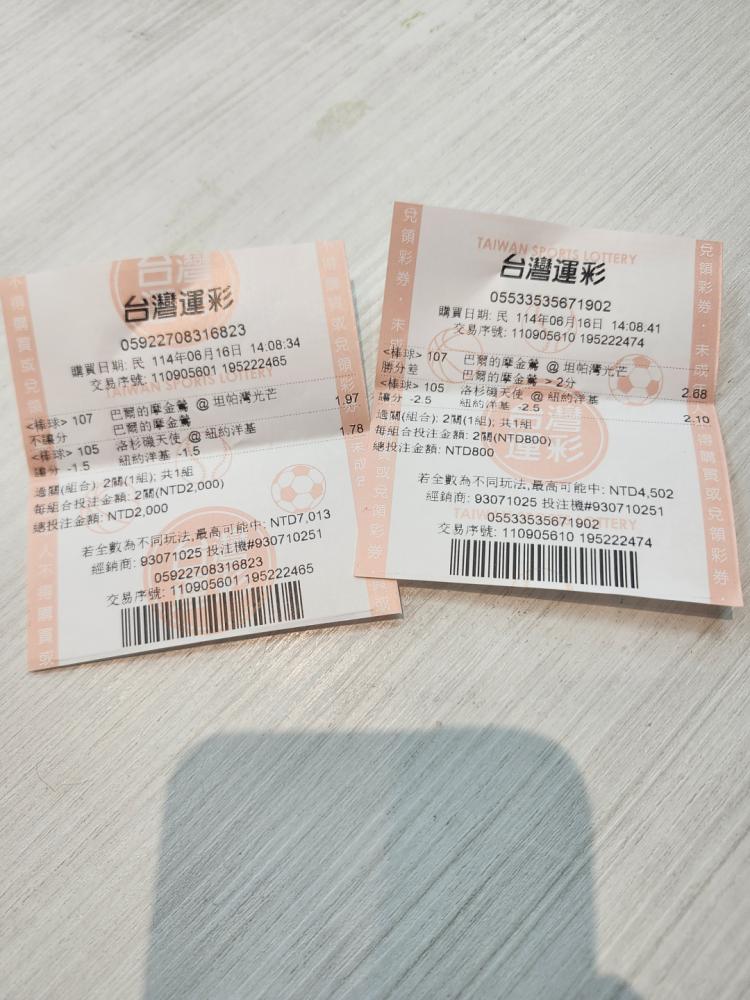 台灣運彩
05922708316823
購買日期: 民 114年06月16日 14:08:34
交易序號: 110905601 195222465
TAIWAN SPORTS LOTTERY
<棒球> 107 巴爾的摩金鶯 @ 坦帕灣光芒
不讓分 巴爾的摩金鶯 1.97
<棒球> 105 洛杉磯天使 @ 紐約洋基
讓分 -1.5 紐約洋基 -1.5 1.78
過關(組合): 2關(1組); 共1組
每組合投注金額: 2關(NTD2,000)
總投注金額: NTD2,000
若全數為不同玩法,最高可能中: NTD7,013
經銷商: 93071025 投注機#930710251
05922708316823
交易序號: 110905601 195222465
TAIWAN SPORTS LOTTERY
台灣運彩
05533535671902
購買日期: 民 114年06月16日 14:08:41
交易序號: 110905610 195222474
<棒球> 107 巴爾的摩金鶯 @ 坦帕灣光芒
勝分差 巴爾的摩金鶯 > 2分 2.68
<棒球> 105 洛杉磯天使 @ 紐約洋基
讓分 -2.5 紐約洋基 -2.5 2.10
過關(組合): 2關(1組); 共1組
每組合投注金額: 2關(NTD800)
總投注金額: NTD800
若全數為不同玩法,最高可能中: NTD4,502
經銷商: 93071025 投注機#930710251
05533535671902
交易序號: 110905610 195222474